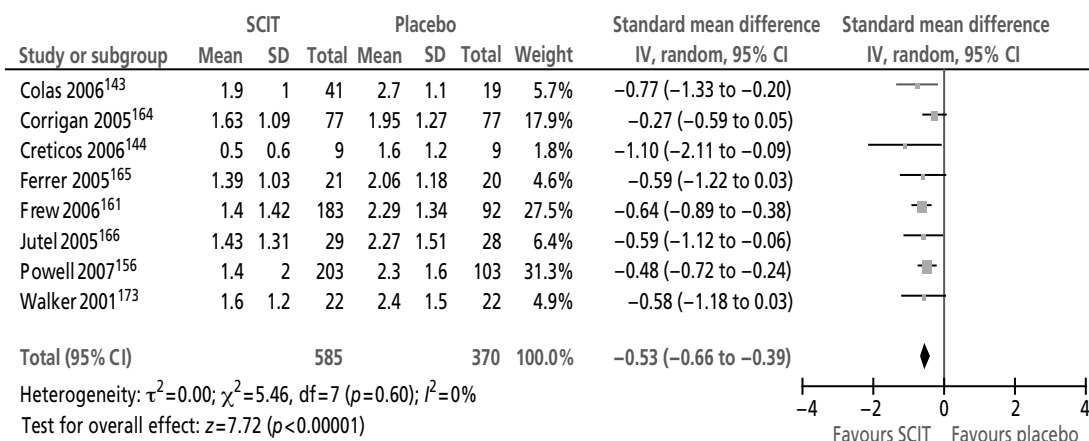 SCIT Placebo Standard mean difference Standard mean difference
Study or subgroup Mean SD Total Mean SD Total Weight IV, random, 95% CI IV, random, 95% CI
Colas 2006¹⁴³ 1.9 1 41 2.7 1.1 19 5.7% −0.77 (−1.33 to −0.20)
Corrigan 2005¹⁶⁴ 1.63 1.09 77 1.95 1.27 77 17.9% −0.27 (−0.59 to 0.05)
Creticos 2006¹⁴⁴ 0.5 0.6 9 1.6 1.2 9 1.8% −1.10 (−2.11 to −0.09)
Ferrer 2005¹⁶⁵ 1.39 1.03 21 2.06 1.18 20 4.6% −0.59 (−1.22 to 0.03)
Frew 2006¹⁶¹ 1.4 1.42 183 2.29 1.34 92 27.5% −0.64 (−0.89 to −0.38)
Jutel 2005¹⁶⁶ 1.43 1.31 29 2.27 1.51 28 6.4% −0.59 (−1.12 to −0.06)
Powell 2007¹⁵⁶ 1.4 2 203 2.3 1.6 103 31.3% −0.48 (−0.72 to −0.24)
Walker 2001¹⁷³ 1.6 1.2 22 2.4 1.5 22 4.9% −0.58 (−1.18 to 0.03)
Total (95% CI) 585 370 100.0% −0.53 (−0.66 to −0.39)
Heterogeneity: τ²=0.00; χ²=5.46, df=7 (p=0.60); I²=0%
Test for overall effect: z=7.72 (p<0.00001)
−4 −2 0 2 4
Favours SCIT Favours placebo